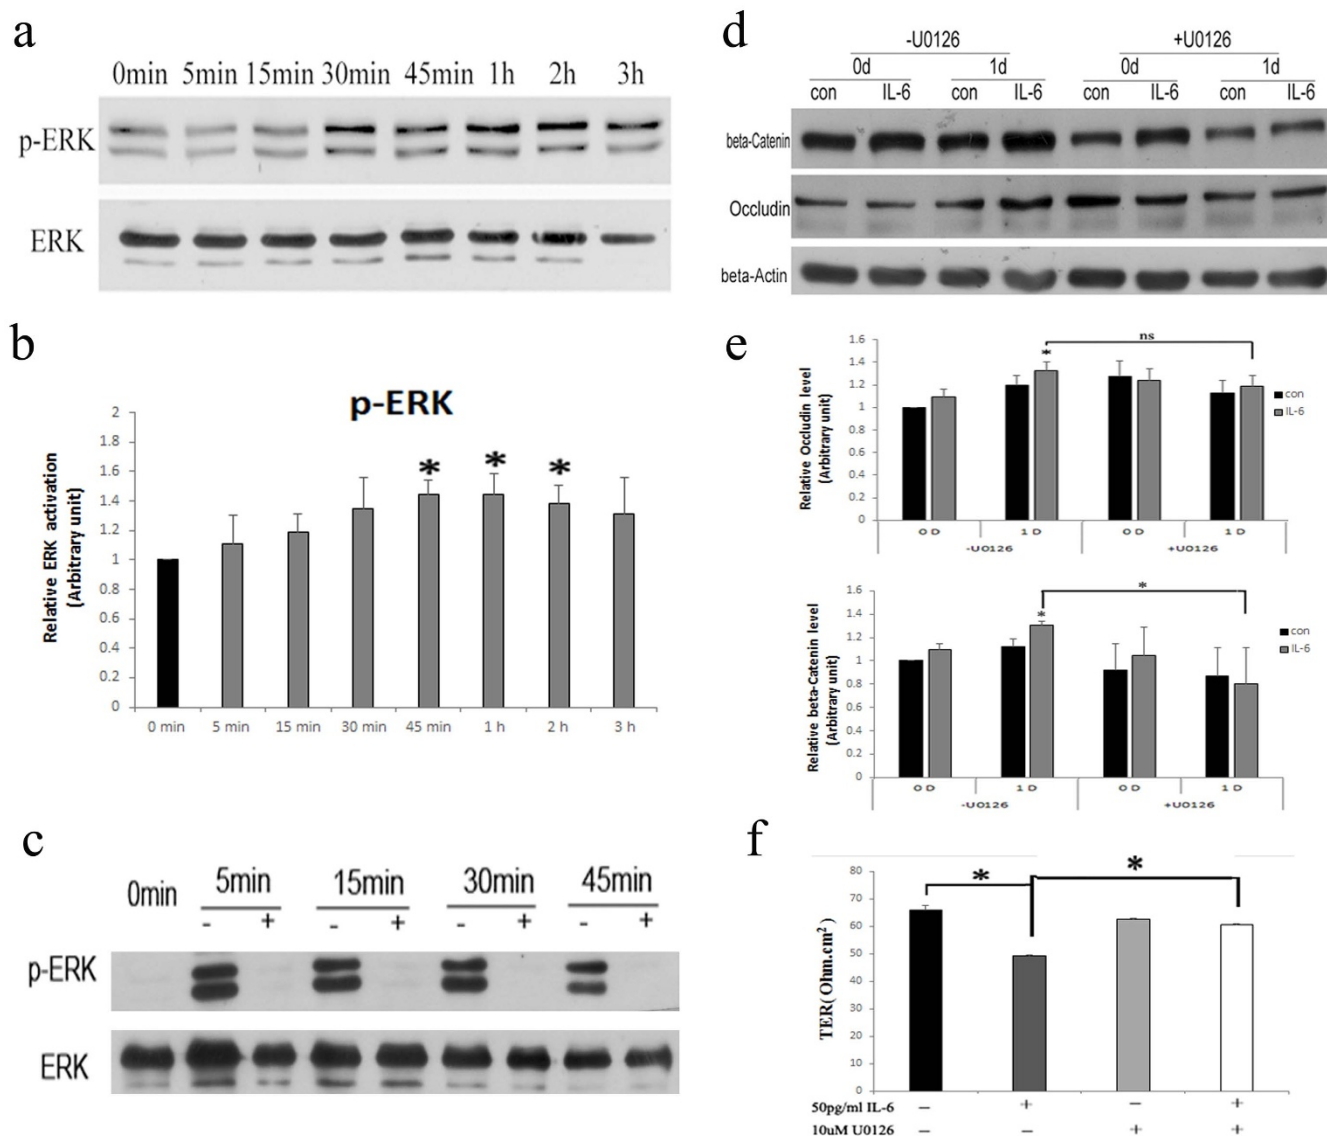 a
0min 5min 15min 30min 45min 1h 2h 3h
p-ERK
ERK
b
p-ERK
Relative ERK activation
(Arbitrary unit)
2
1.8
1.6
1.4
1.2
1
0.8
0.6
0.4
0.2
0
* * *
0 min 5 min 15 min 30 min 45 min 1 h 2 h 3 h
c
0min 5min 15min 30min 45min
- + - + - + - +
p-ERK
ERK
d
-U0126 +U0126
0d 1d 0d 1d
con IL-6 con IL-6 con IL-6 con IL-6
beta-Catenin
Occludin
beta-Actin
e
Relative Occludin level
(Arbitrary unit)
1.6
1.4
1.2
1
0.8
0.6
0.4
0.2
0
ns
*
con
IL-6
0 D 1 D 0 D 1 D
-U0126 +U0126
Relative beta-Catenin level
(Arbitrary unit)
1.6
1.4
1.2
1
0.8
0.6
0.4
0.2
0
*
*
con
IL-6
0 D 1 D 0 D 1 D
-U0126 +U0126
f
TER( Ohm.cm²)
80
70
60
50
40
30
20
10
0
* *
50pg/ml IL-6 − + − +
10uM U0126 − − + +